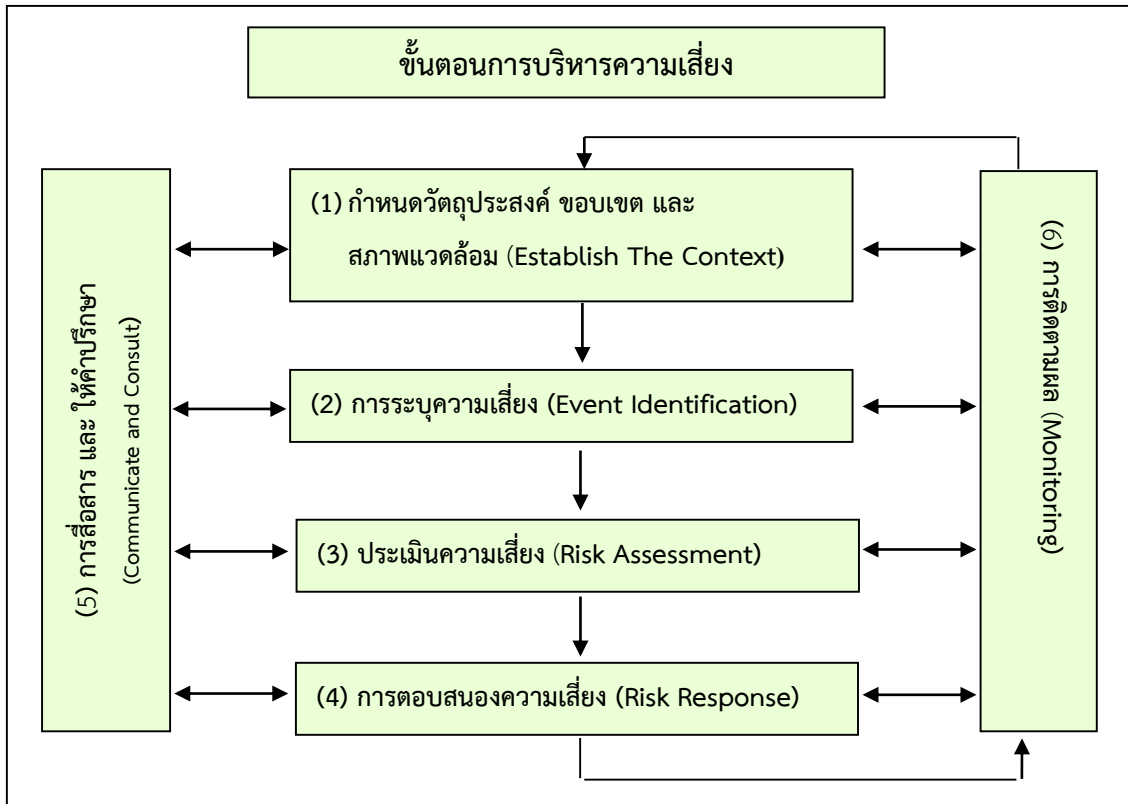 ขั้นตอนการบริหารความเสี่ยง
(1) กำหนดวัตถุประสงค์ ขอบเขต และ
สภาพแวดล้อม (Establish The Context)
(2) การระบุความเสี่ยง (Event Identification)
(3) ประเมินความเสี่ยง (Risk Assessment)
(4) การตอบสนองความเสี่ยง (Risk Response)
(5) การสื่อสาร และ ให้คำปรึกษา
(Communicate and Consult)
(6) การติดตามผล (Monitoring)